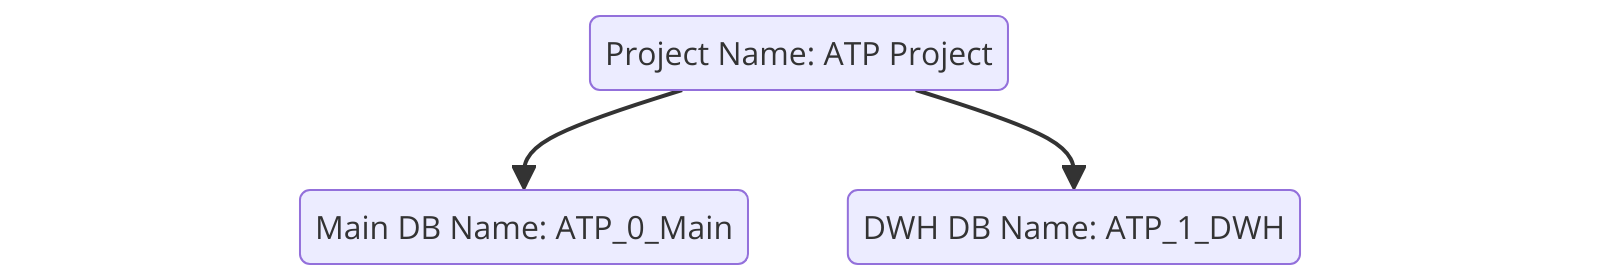 Project Name: ATP Project
Main DB Name: ATP_0_Main
DWH DB Name: ATP_1_DWH